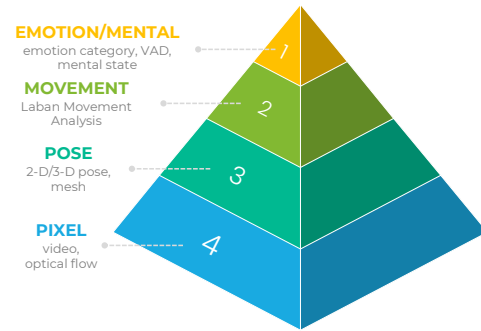 EMOTION/MENTAL
emotion category, VAD,
mental state
1
MOVEMENT
Laban Movement
Analysis
2
POSE
2-D/3-D pose,
mesh
3
PIXEL
video,
optical flow
4